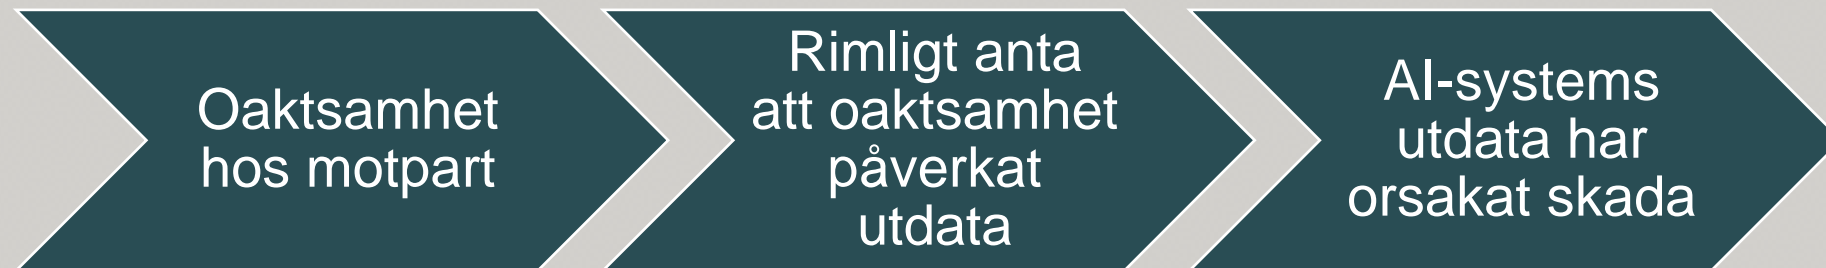 Oaktsamhet
hos motpart
Rimligt anta
att oaktsamhet
påverkat
utdata
AI-systems
utdata har
orsakat skada